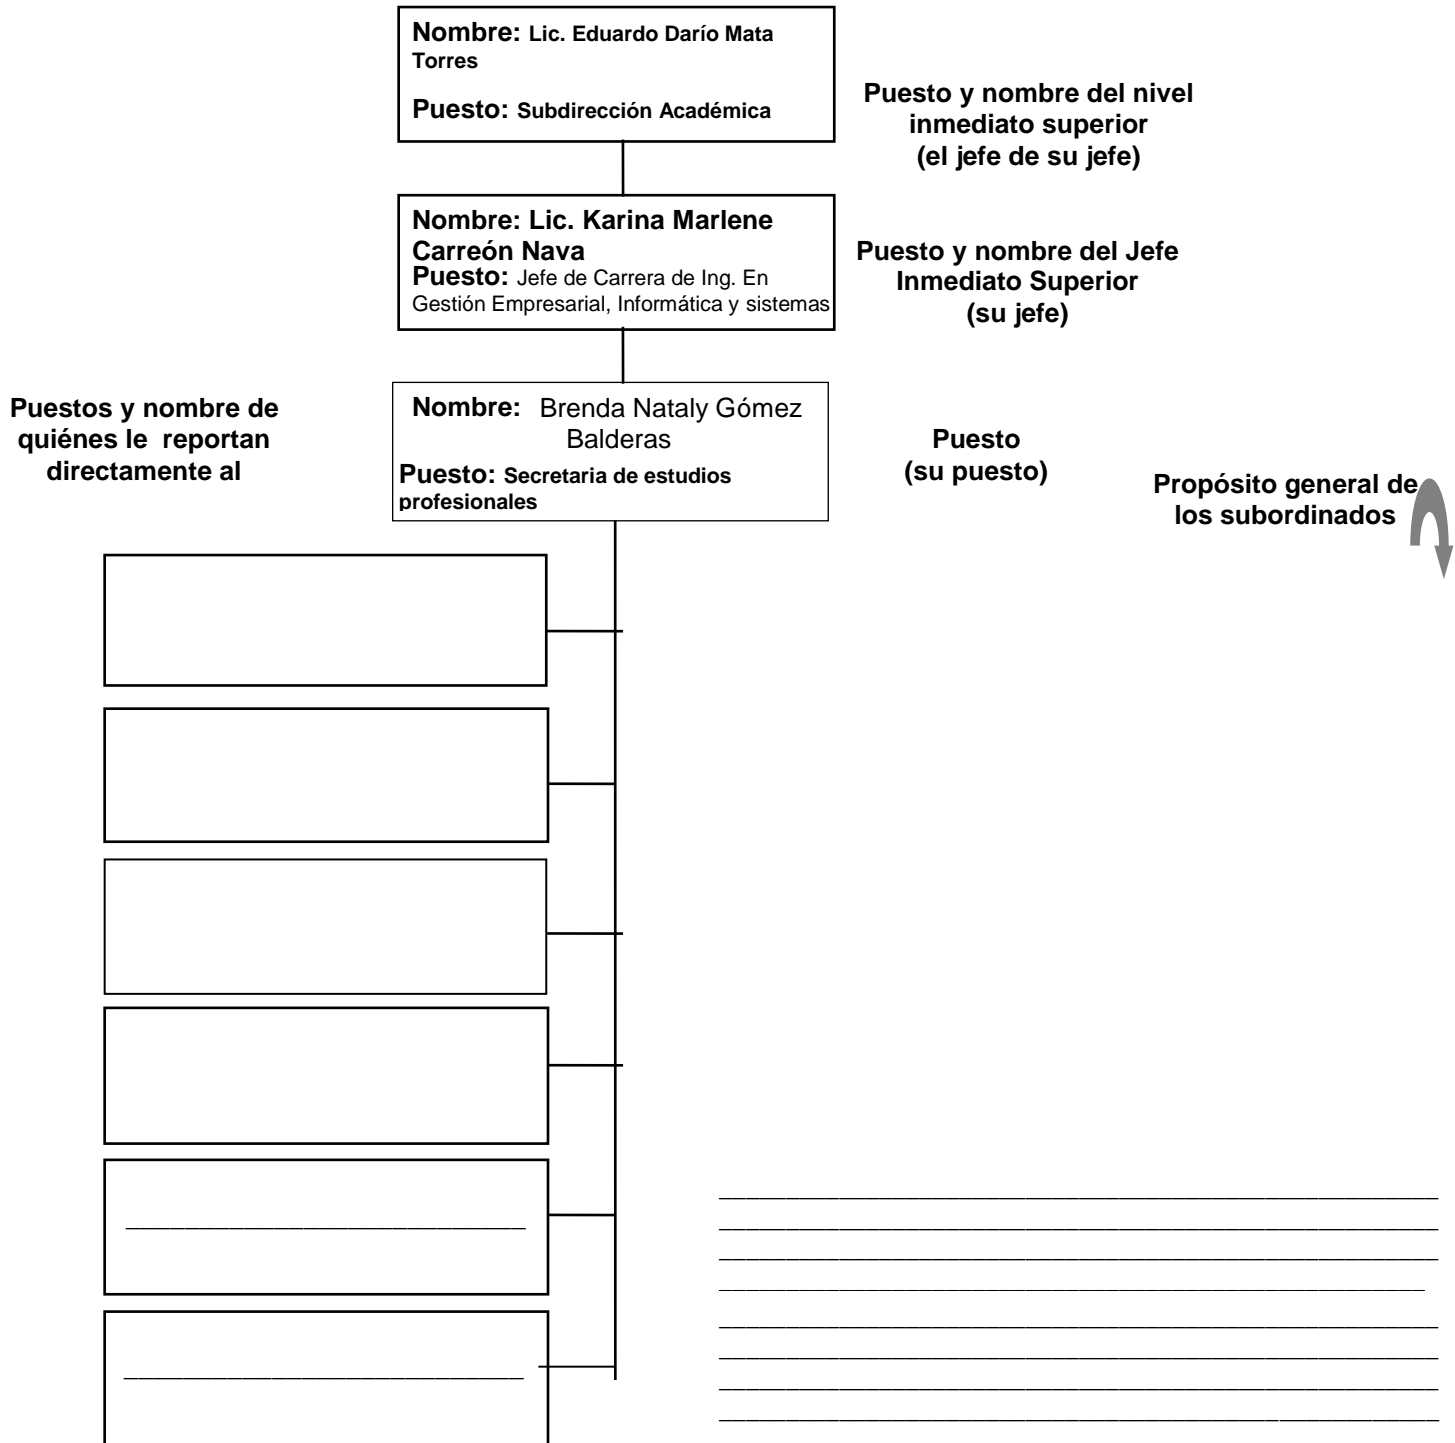 Nombre: Lic. Eduardo Darío Mata
Torres
Puesto: Subdirección Académica
Puesto y nombre del nivel
inmediato superior
(el jefe de su jefe)
Nombre: Lic. Karina Marlene
Carreón Nava
Puesto: Jefe de Carrera de Ing. En
Gestión Empresarial, Informática y sistemas
Puesto y nombre del Jefe
Inmediato Superior
(su jefe)
Puestos y nombre de
quiénes le reportan
directamente al
Nombre: Brenda Nataly Gómez
Balderas
Puesto: Secretaria de estudios
profesionales
Puesto
(su puesto)
Propósito general de
los subordinados